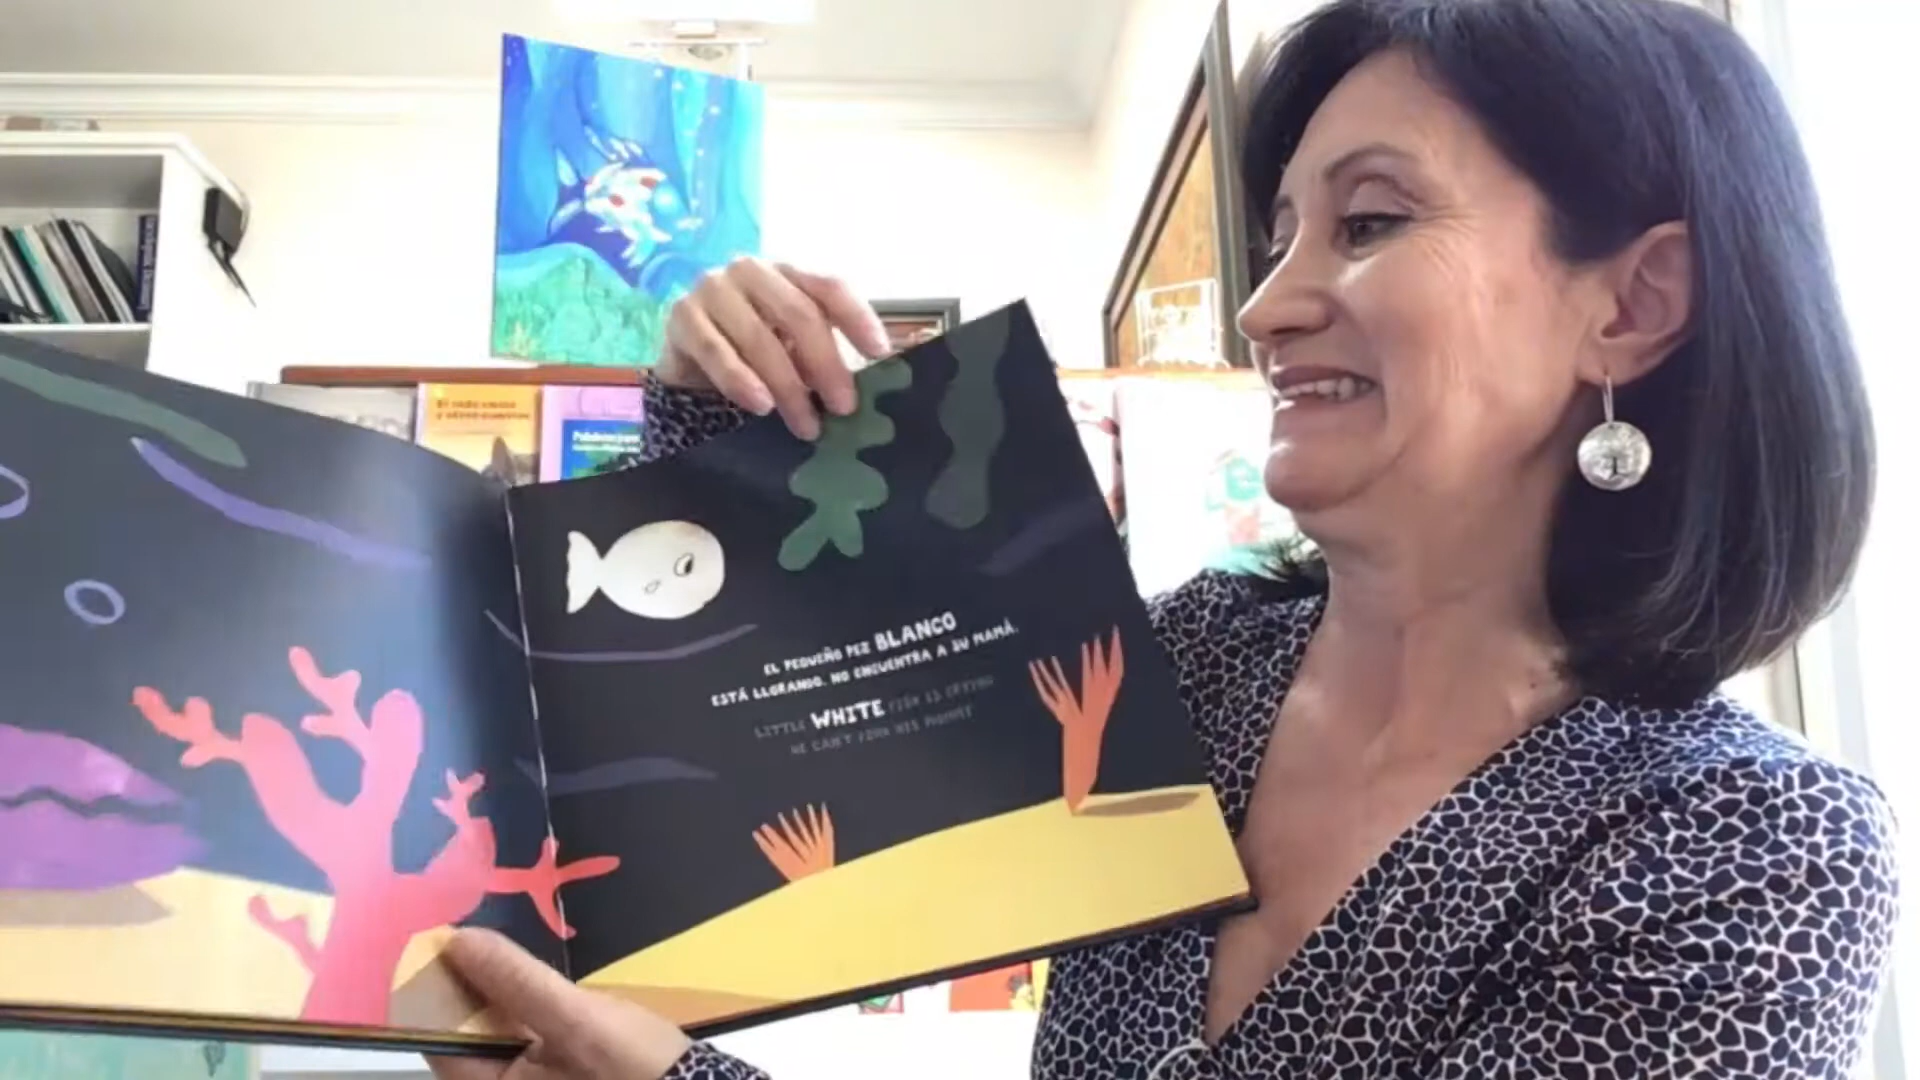 EL PEQUEÑO PEZ BLANCO
ESTÁ LLORANDO. NO ENCUENTRA A SU MAMÁ.
LITTLE WHITE FISH IS CRYING
HE CAN'T FIND HIS MUMMY